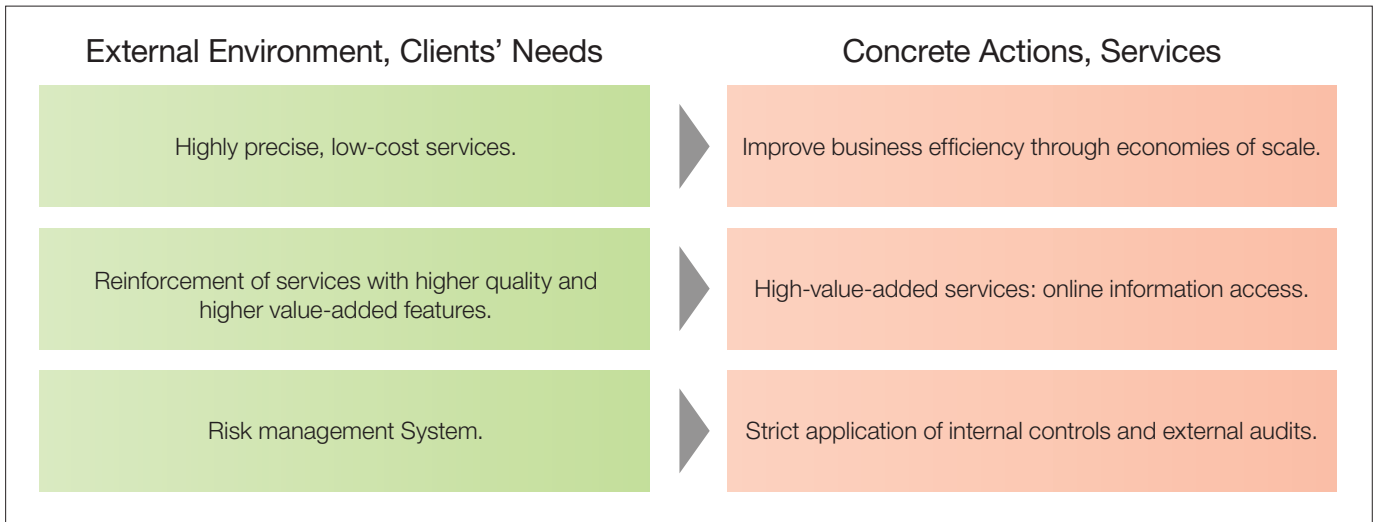 External Environment, Clients’ Needs
Concrete Actions, Services
Highly precise, low-cost services.
Improve business efficiency through economies of scale.
Reinforcement of services with higher quality and
higher value-added features.
High-value-added services: online information access.
Risk management System.
Strict application of internal controls and external audits.